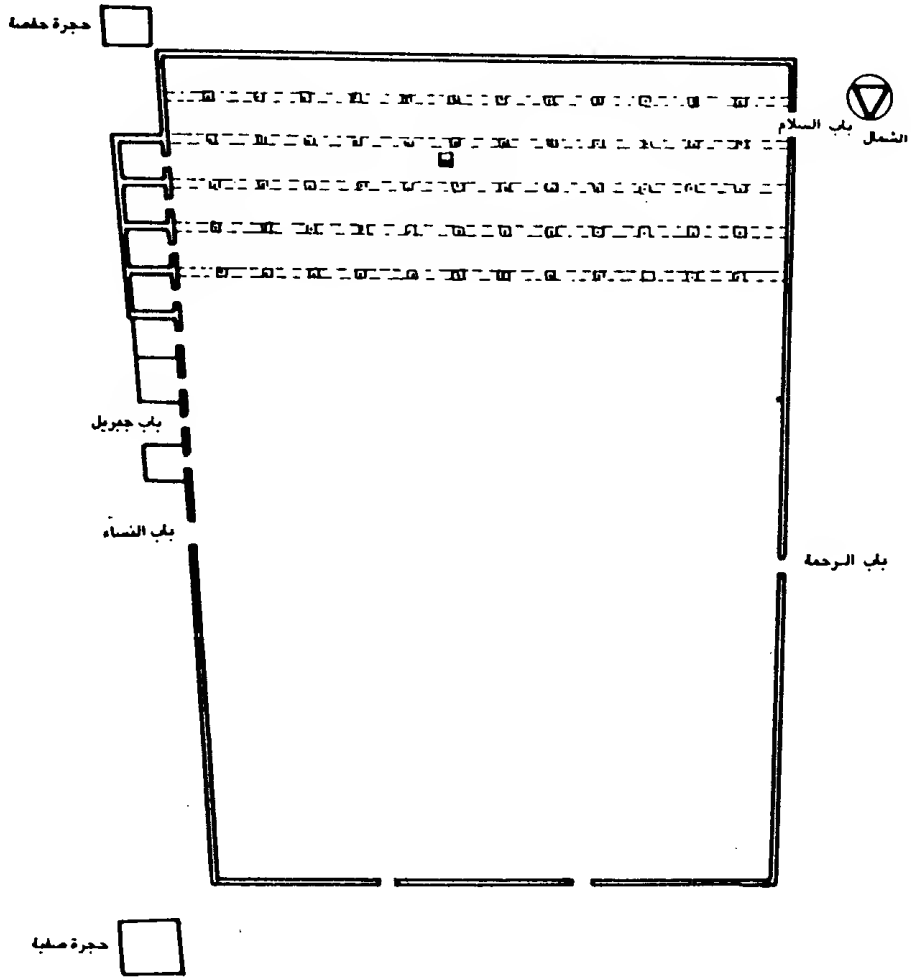 حجرة حفصة
باب السلام
الشمال
باب جبريل
باب النساء
باب الرحمة
حجرة صفية